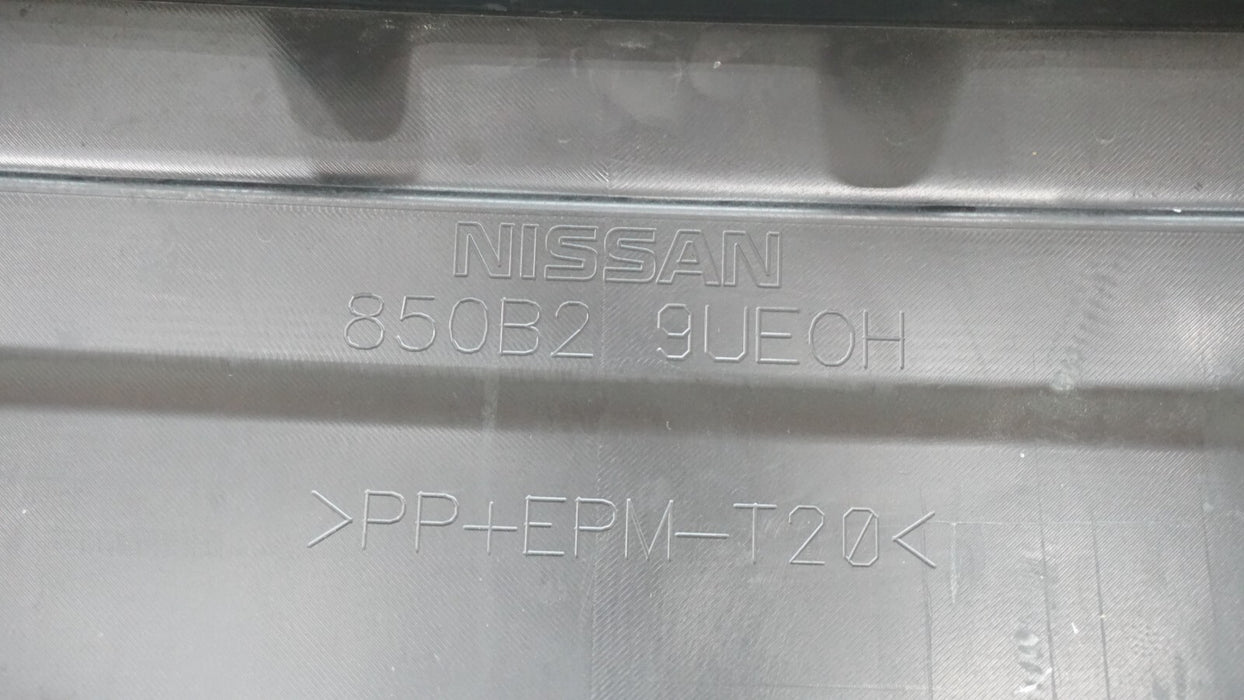 NISSAN
850B2 9UE0H
>PP+EPM-T20<